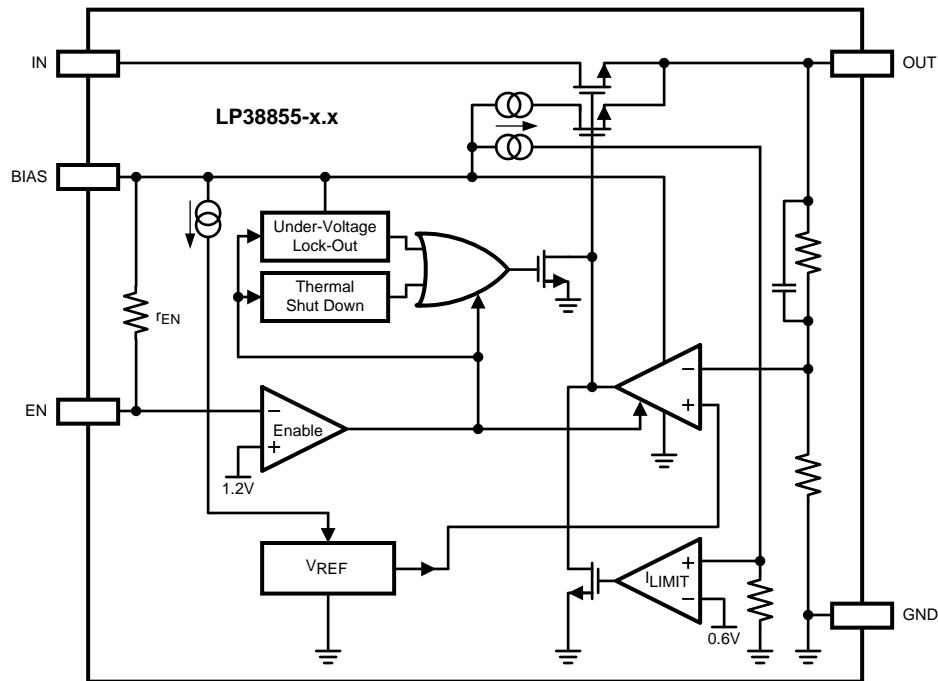 IN
OUT
LP38855-x.x
BIAS
Under-Voltage
Lock-Out
Thermal
Shut Down
rEN
EN
−
Enable
+
1.2V
−
+
VREF
+
ILIMIT
−
0.6V
GND